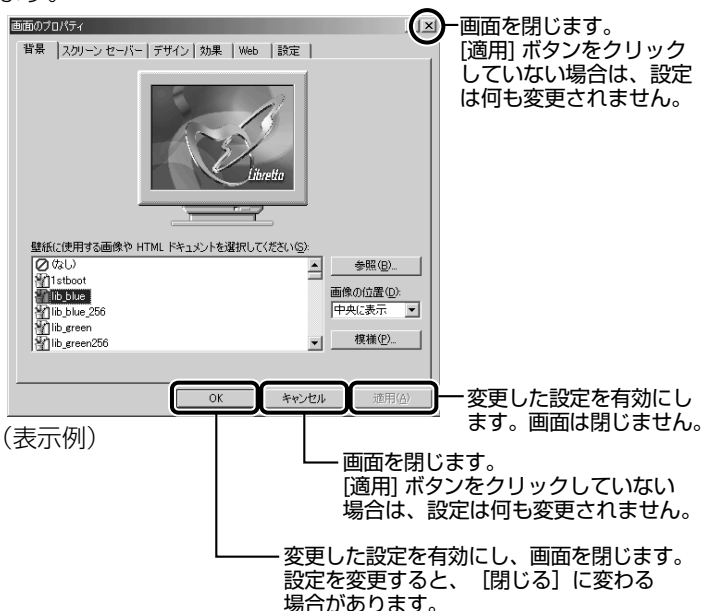 ます。
画面のプロパティ
背景 スクリーン セーバー デザイン 効果 Web 設定
Libretto
壁紙に使用する画像や HTML ドキュメントを選択してください(S):
(なし)
1stboot
lib_blue
lib_blue_256
lib_green
lib_green256
参照(B)...
画像の位置(D):
中央に表示
模様(P)...
OK キャンセル 適用(A)
画面を閉じます。
[適用] ボタンをクリック
していない場合は、設定
は何も変更されません。
変更した設定を有効にし
ます。画面は閉じません。
(表示例)
画面を閉じます。
[適用] ボタンをクリックしていない
場合は、設定は何も変更されません。
変更した設定を有効にし、画面を閉じます。
設定を変更すると、［閉じる］に変わる
場合があります。